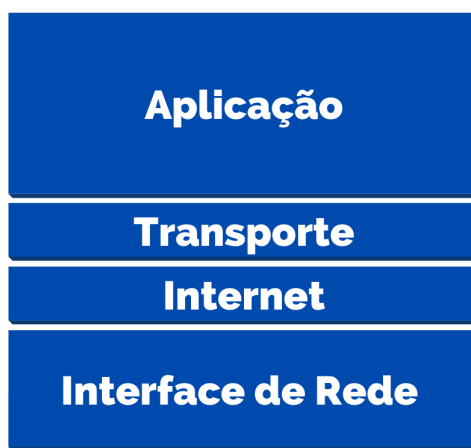 Aplicação
Transporte
Internet
Interface de Rede